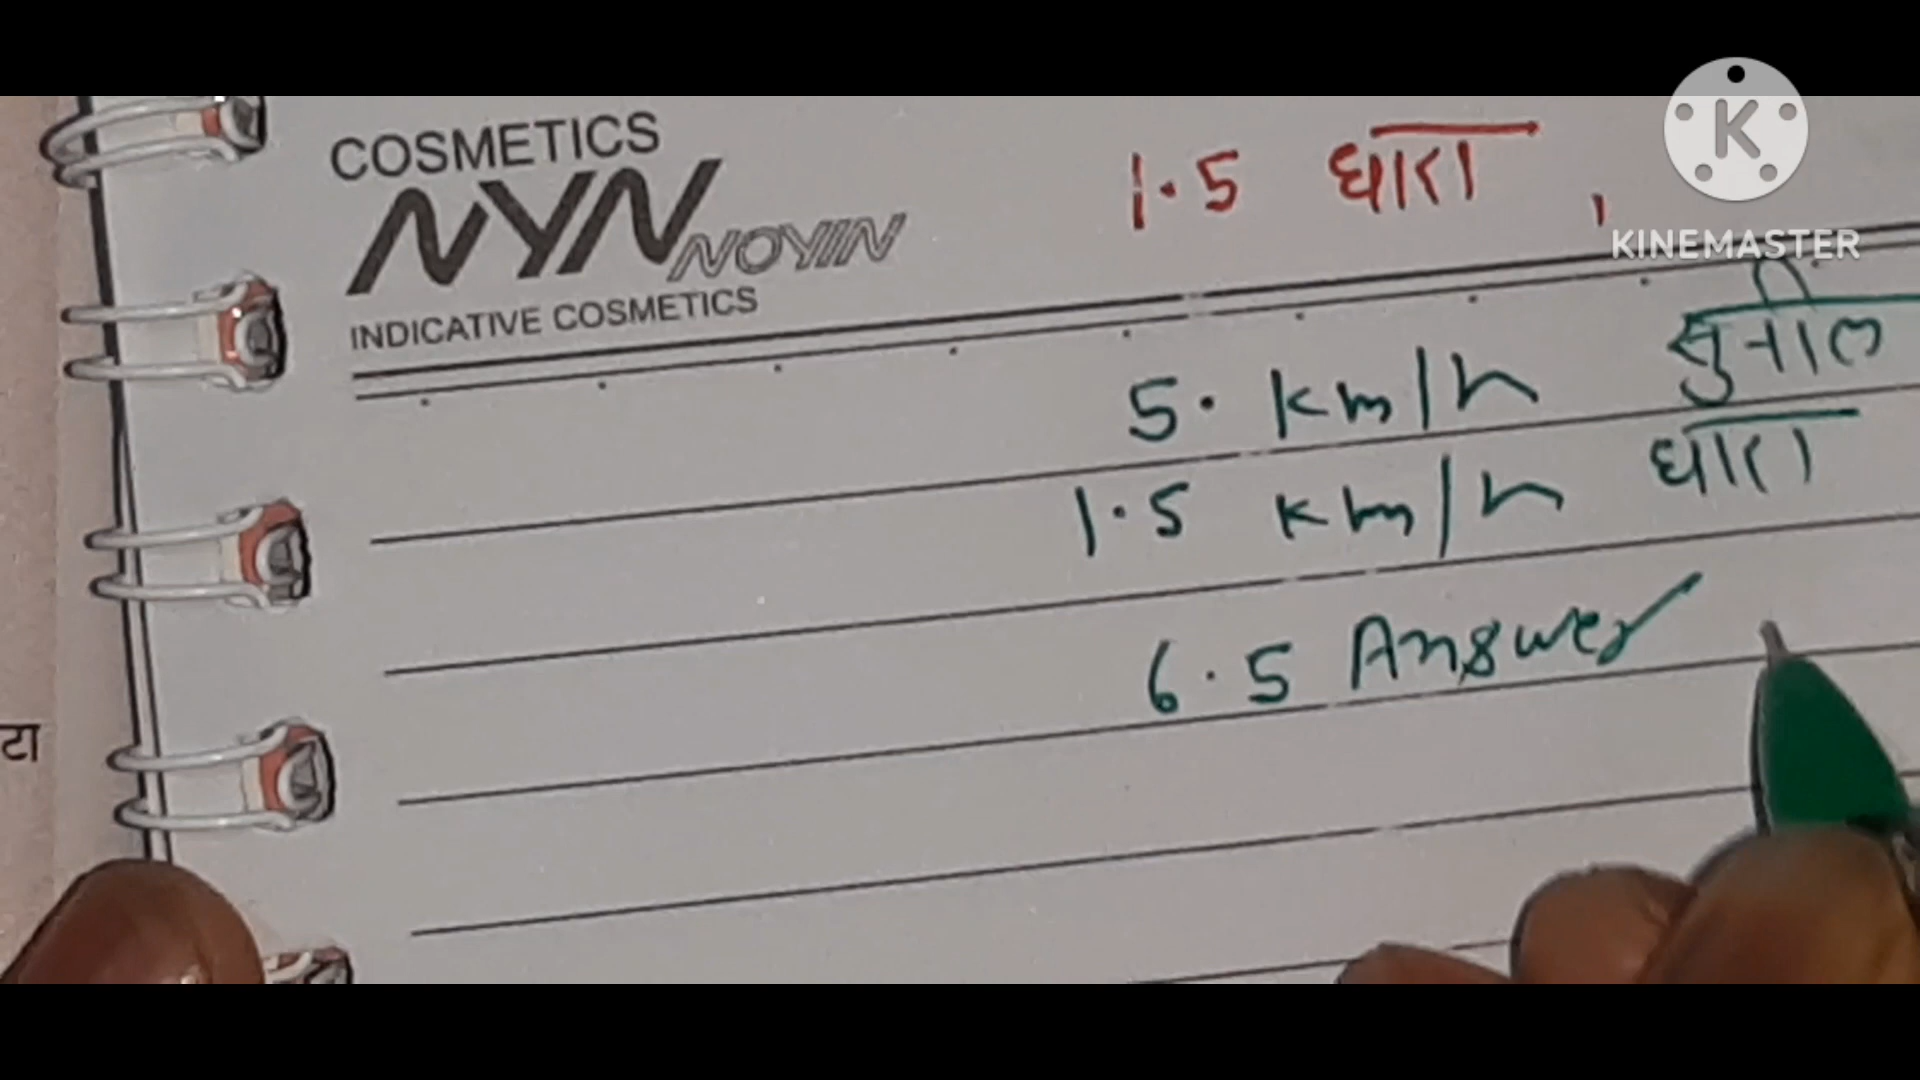 COSMETICS
NYN NOYIN
INDICATIVE COSMETICS
1.5 धारा ,
KINEMASTER
5. km/h सुनील
1.5 km/h धारा
6.5 Answer
टा